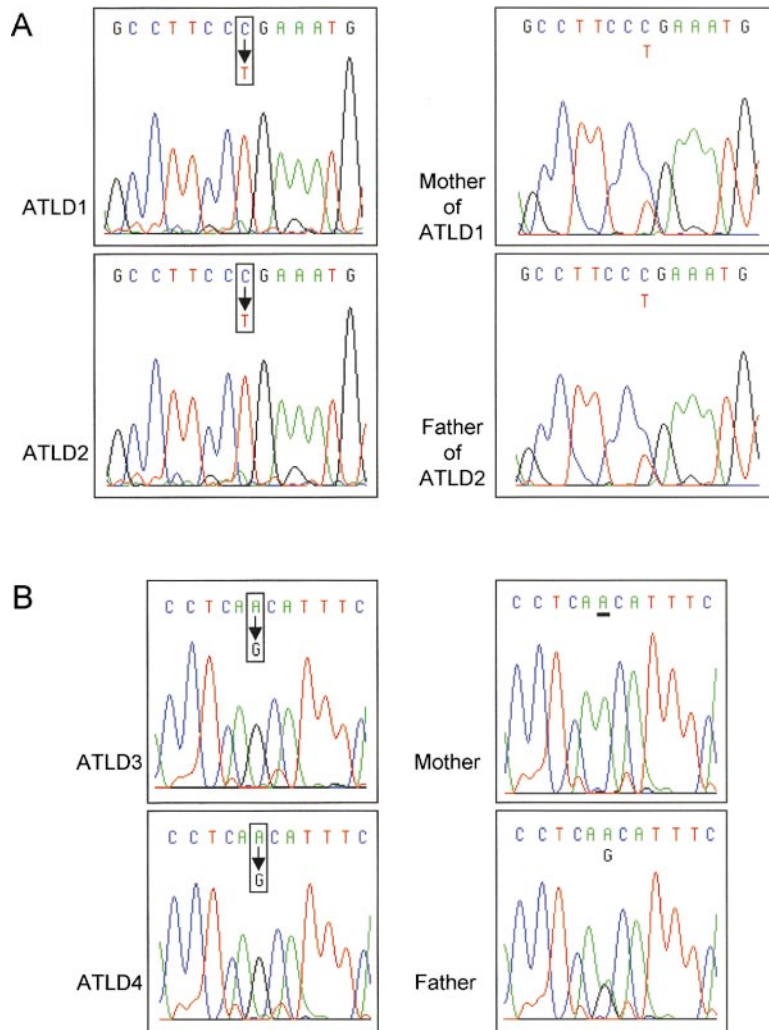 A
G C C T T C C C G A A A T G
T
ATLD1
G C C T T C C C G A A A T G
T
Mother
of
ATLD1
G C C T T C C C G A A A T G
T
ATLD2
G C C T T C C C G A A A T G
T
Father
of
ATLD2
B
C C T C A A C A T T T C
G
ATLD3
C C T C A A C A T T T C
Mother
C C T C A A C A T T T C
G
ATLD4
C C T C A A C A T T T C
G
Father